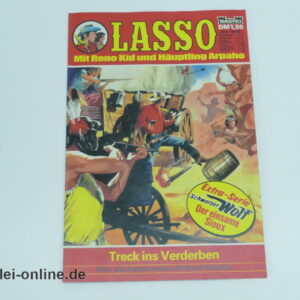 LASSO
BASTEI
DM 1,90
Mit Reno Kid und Häuptling Arpaho
Extra-Serie
Schwarzer Wolf
Der einsame
Sioux
Treck ins Verderben
lei-online.de